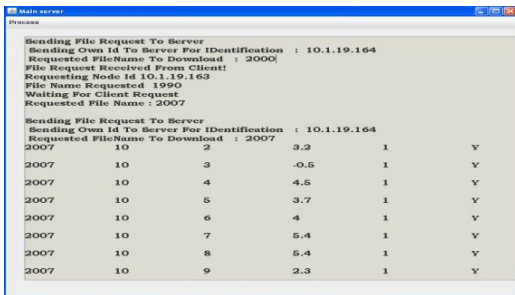 Main server
Process
Sending File Request To Server
Sending Own Id To Server For IDentification : 10.1.19.164
Requested FileName To Download : 2000
File Request Received From Client!
Requesting Node Id 10.1.19.163
File Name Requested 1990
Waiting For Client Request
Requested File Name : 2007
Sending File Request To Server
Sending Own Id To Server For IDentification : 10.1.19.164
Requested FileName To Download : 2007
2007 10 2 3.2 1 Y
2007 10 3 -0.5 1 Y
2007 10 4 4.5 1 Y
2007 10 5 3.7 1 Y
2007 10 6 4 1 Y
2007 10 7 5.4 1 Y
2007 10 8 5.4 1 Y
2007 10 9 2.3 1 Y